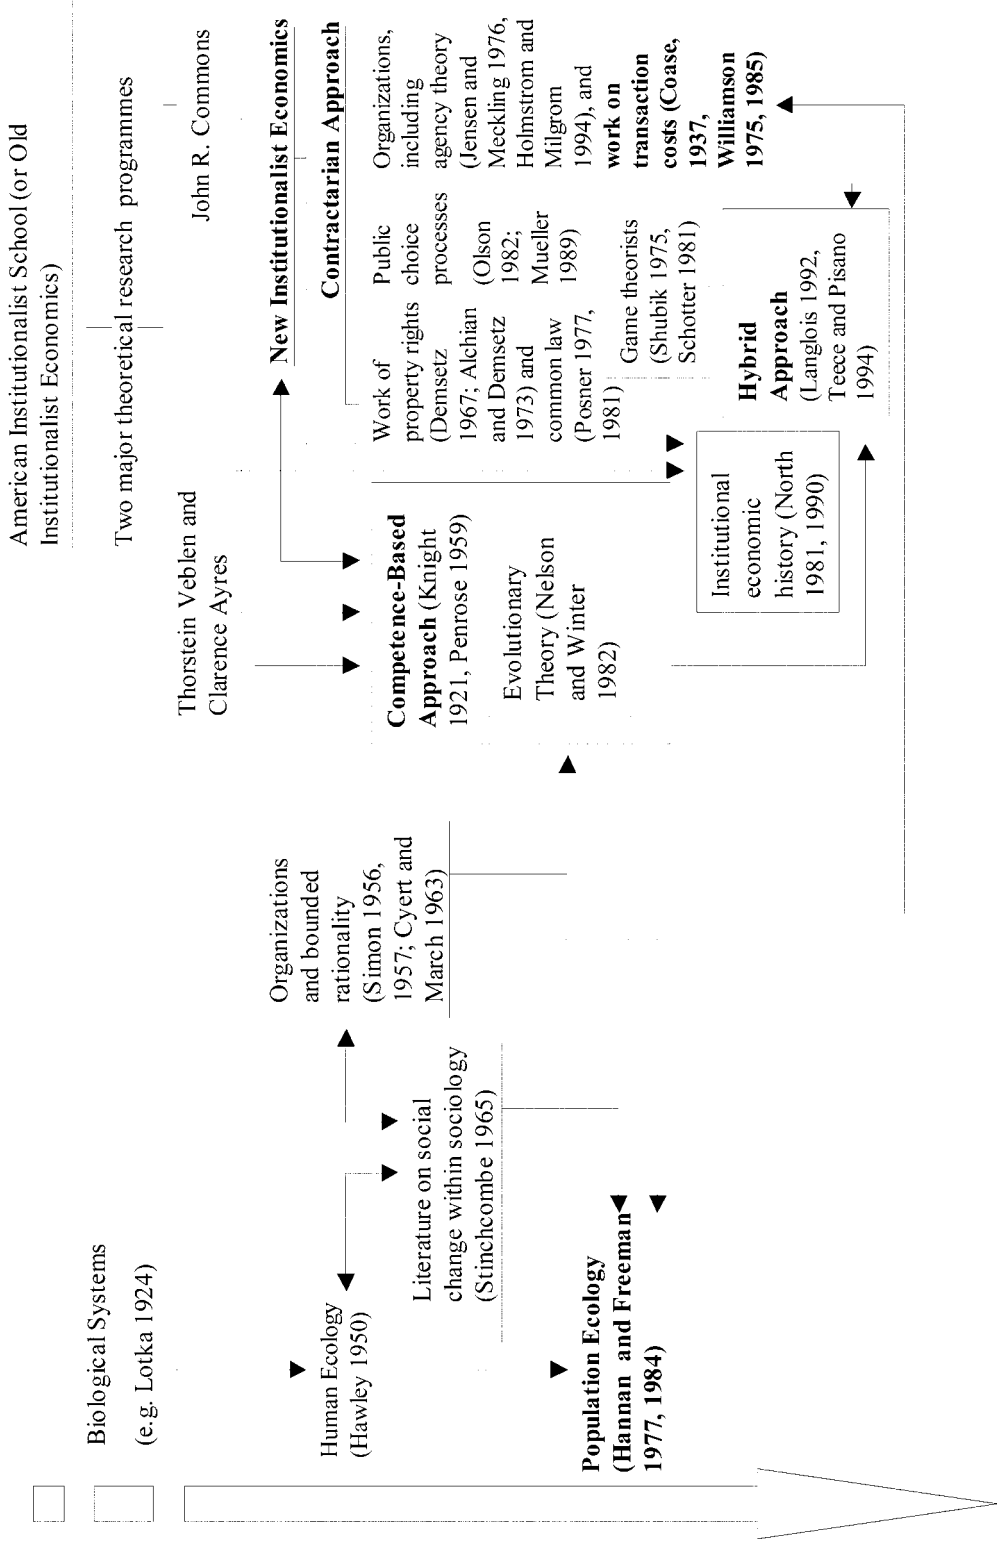 American Institutionalist School (or Old
Institutionalist Economics)
Two major theoretical research programmes
Biological Systems
(e.g. Lotka 1924)
Thorstein Veblen and
Clarence Ayres
John R. Commons
Organizations
and bounded
rationality
(Simon 1956,
1957; Cyert and
March 1963)
New Institutionalist Economics
Human Ecology
(Hawley 1950)
Contractarian Approach
Literature on social
change within sociology
(Stinchcombe 1965)
Competence-Based
Approach (Knight
1921, Penrose 1959)
Evolutionary
Theory (Nelson
and Winter
1982)
Work of
property rights
(Demsetz
1967; Alchian
and Demsetz
1973) and
common law
(Posner 1977,
1981)
Public
choice
processes
(Olson
1982;
Mueller
1989)
Organizations,
including
agency theory
(Jensen and
Meckling 1976,
Holmstrom and
Milgrom
1994), and
work on
transaction
costs (Coase,
1937,
Williamson
1975, 1985)
Game theorists
(Shubik 1975,
Schotter 1981)
Population Ecology
(Hannan and Freeman
1977, 1984)
Institutional
economic
history (North
1981, 1990)
Hybrid
Approach
(Langlois 1992,
Teece and Pisano
1994)